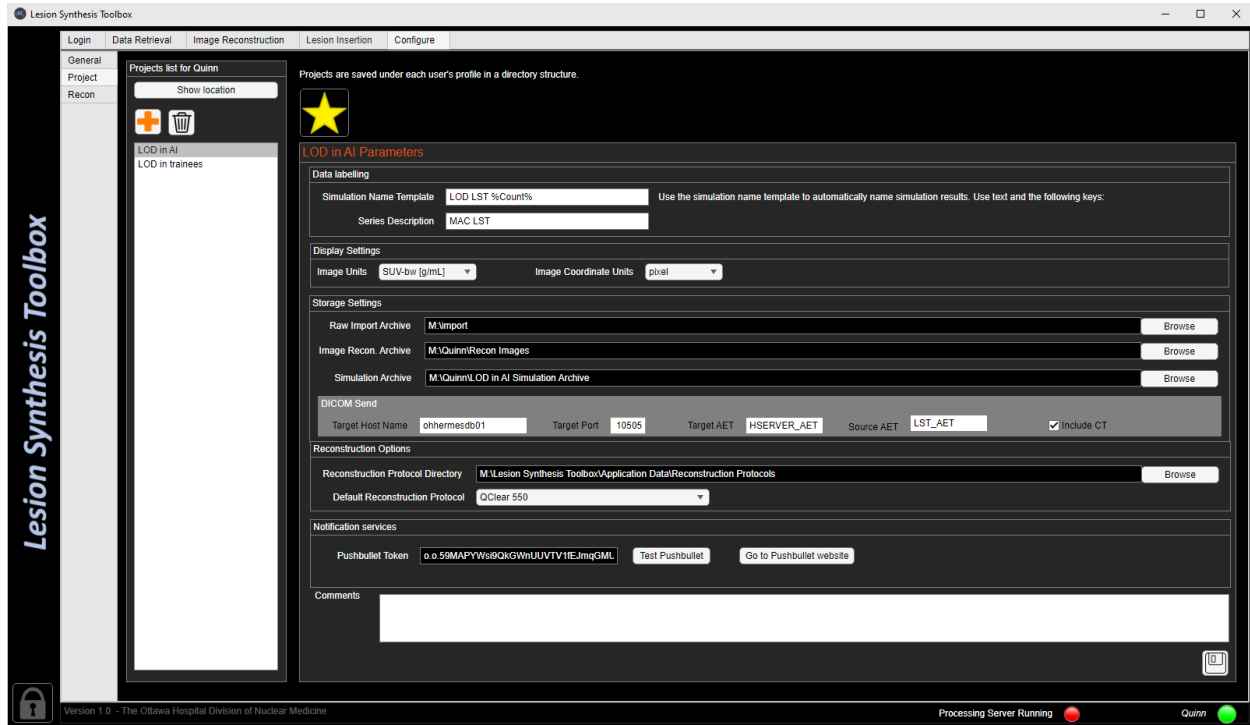 Lesion Synthesis Toolbox
Login Data Retrieval Image Reconstruction Lesion Insertion Configure
General
Project
Recon
Projects list for Quinn
Show location
LOD in AI
LOD in trainees
Projects are saved under each user's profile in a directory structure.
LOD in AI Parameters
Data labelling
Simulation Name Template LOD LST %Count% Use the simulation name template to automatically name simulation results. Use text and the following keys:
Series Description MAC LST
Display Settings
Image Units SUV-bw [g/mL] Image Coordinate Units pixel
Storage Settings
Raw Import Archive M:\import Browse
Image Recon. Archive M:\Quinn\Recon Images Browse
Simulation Archive M:\Quinn\LOD in AI Simulation Archive Browse
DICOM Send
Target Host Name ohhermesdb01 Target Port 10505 Target AET HSERVER_AET Source AET LST_AET Include CT
Reconstruction Options
Reconstruction Protocol Directory M:\Lesion Synthesis Toolbox\Application Data\Reconstruction Protocols Browse
Default Reconstruction Protocol QClear 550
Notification services
Pushbullet Token o.o.59MAPYWsi9QkGWnUUVTV1fEJmqGMU Test Pushbullet Go to Pushbullet website
Comments
Lesion Synthesis Toolbox
Version 1.0 - The Ottawa Hospital Division of Nuclear Medicine
Processing Server Running Quinn